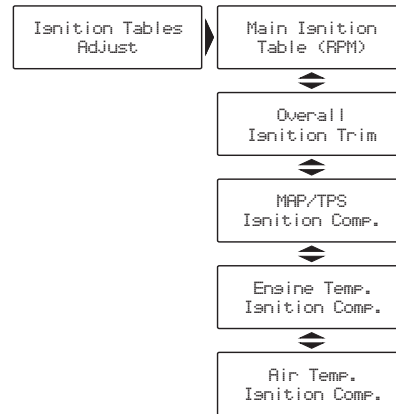 Ignition Tables
Adjust
Main Ignition
Table (RPM)
Overall
Ignition Trim
MAP/TPS
Ignition Comp.
Engine Temp.
Ignition Comp.
Air Temp.
Ignition Comp.